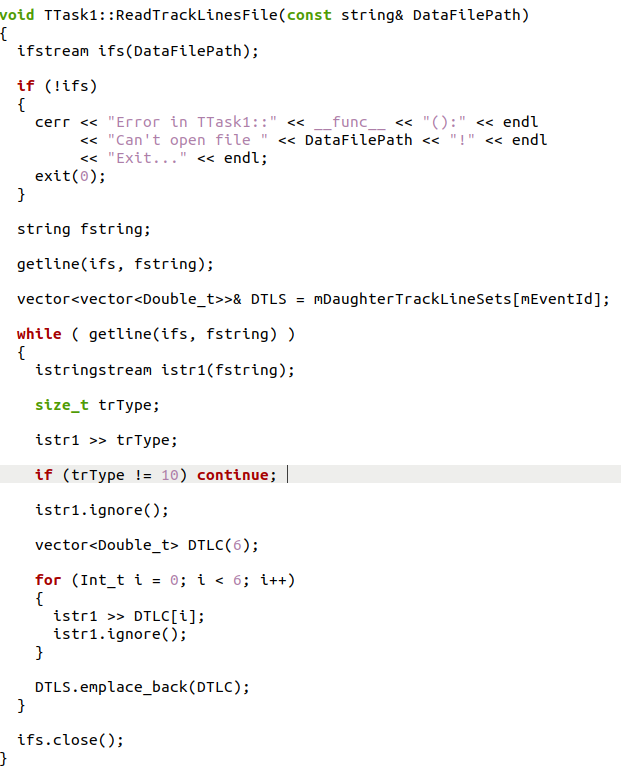 void TTask1::ReadTrackLinesFile(const string& DataFilePath)
{
  ifstream ifs(DataFilePath);

  if (!ifs)
  {
    cerr << "Error in TTask1::" << __func__ << "():" << endl
         << "Can't open file " << DataFilePath << "!" << endl
         << "Exit..." << endl;
    exit(0);
  }

  string fstring;

  getline(ifs, fstring);

  vector<vector<Double_t>>& DTLS = mDaughterTrackLineSets[mEventId];

  while ( getline(ifs, fstring) )
  {
    istringstream istr1(fstring);

    size_t trType;

    istr1 >> trType;

    if (trType != 10) continue;

    istr1.ignore();

    vector<Double_t> DTLC(6);

    for (Int_t i = 0; i < 6; i++)
    {
      istr1 >> DTLC[i];
      istr1.ignore();
    }

    DTLS.emplace_back(DTLC);
  }

  ifs.close();
}